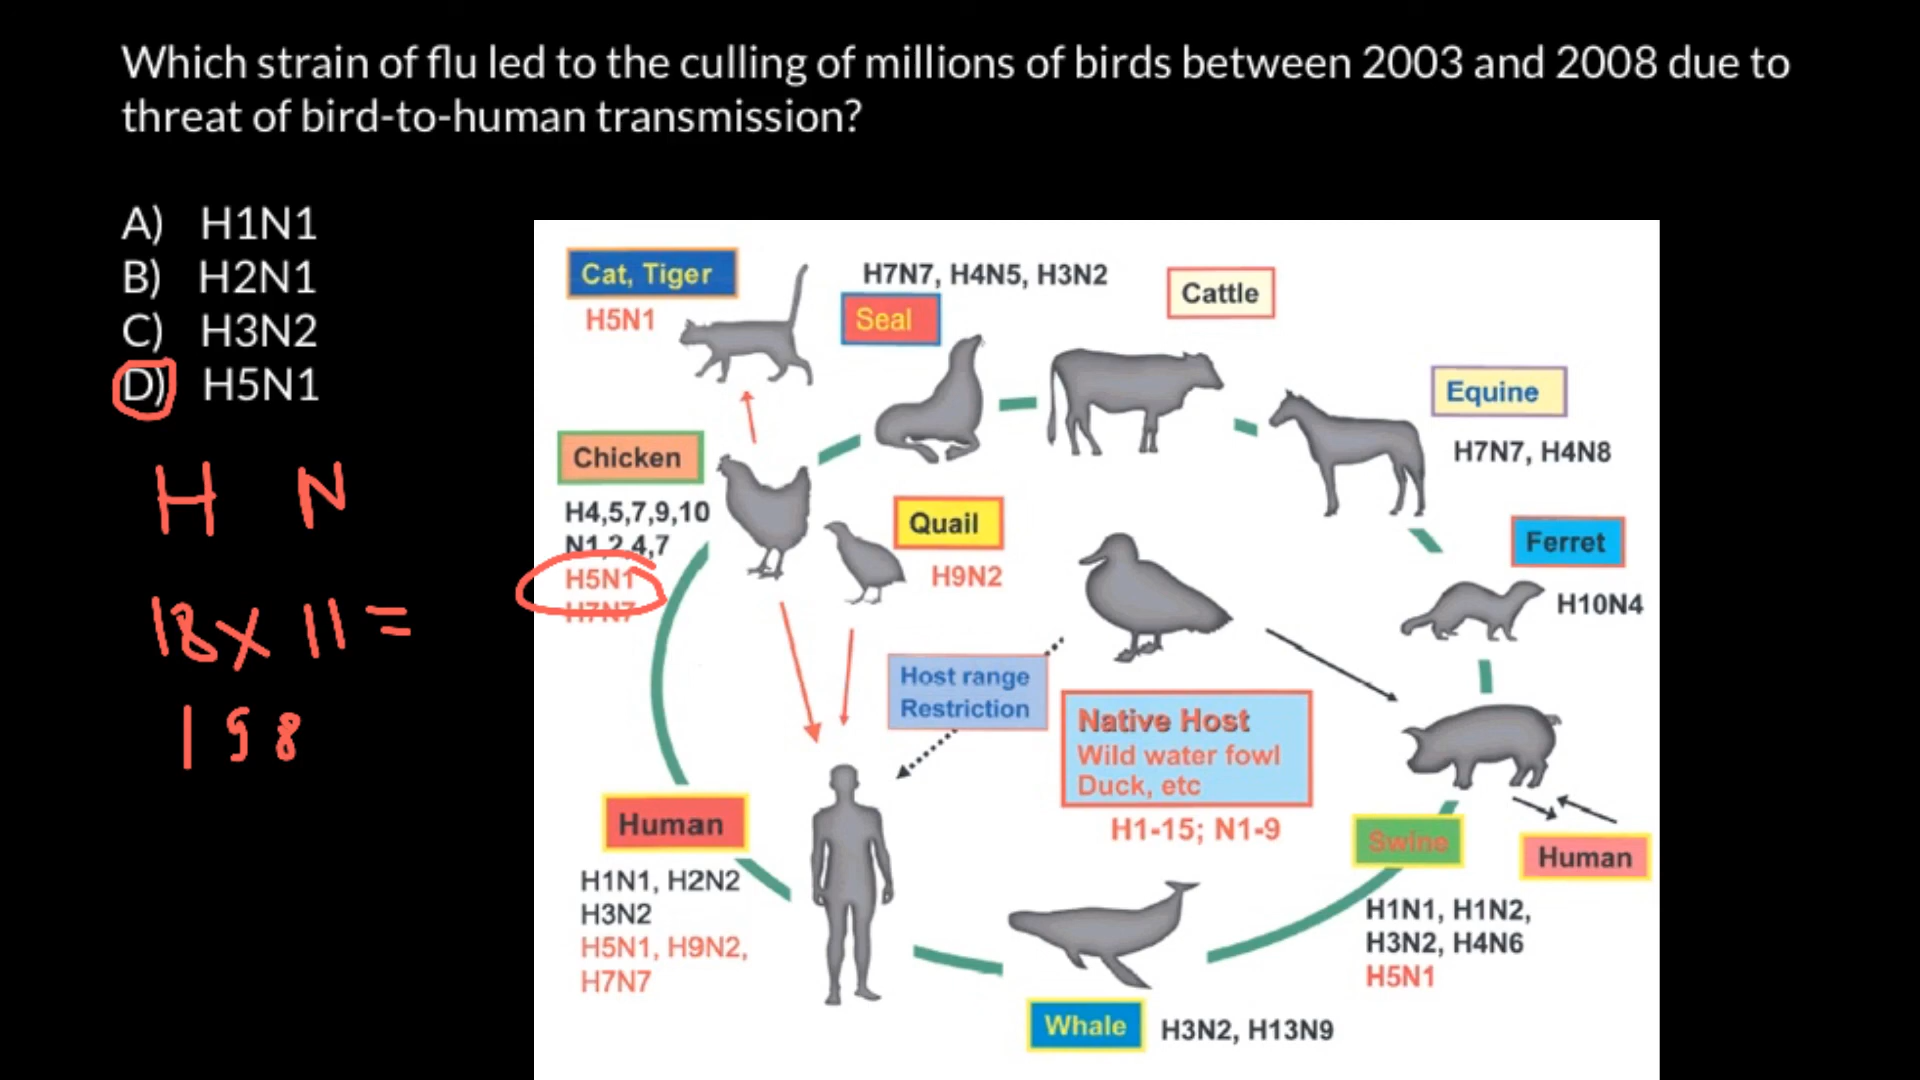 Which strain of flu led to the culling of millions of birds between 2003 and 2008 due to
threat of bird-to-human transmission?
A) H1N1
B) H2N1
C) H3N2
D) H5N1
H N
18 x 11 =
198
Cat, Tiger
H5N1
H7N7, H4N5, H3N2
Seal
Cattle
Equine
H7N7, H4N8
Chicken
H4,5,7,9,10
N1,2,4,7
H5N1
H7N7
Quail
H9N2
Ferret
H10N4
Host range
Restriction
Native Host
Wild water fowl
Duck, etc
H1-15; N1-9
Human
H1N1, H2N2
H3N2
H5N1, H9N2,
H7N7
Swine
Human
H1N1, H1N2,
H3N2, H4N6
H5N1
Whale
H3N2, H13N9